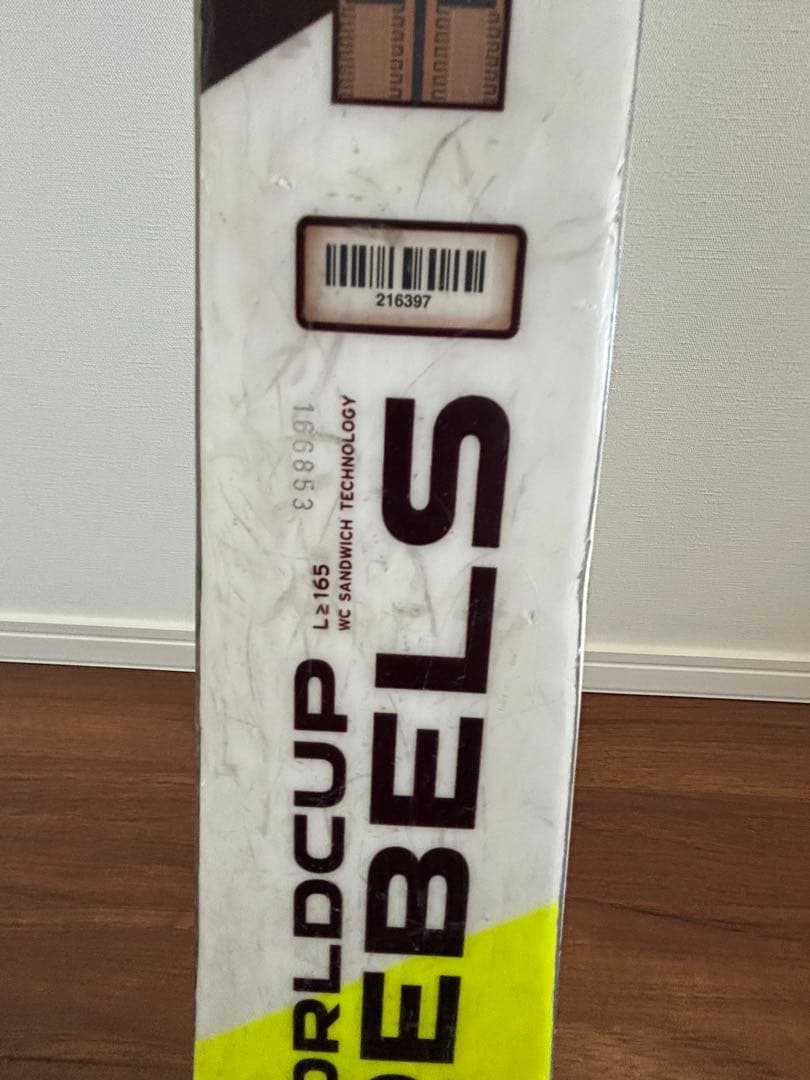 216397
166853
L≥165
WC SANDWICH TECHNOLOGY
ORLDCUP
EBELS